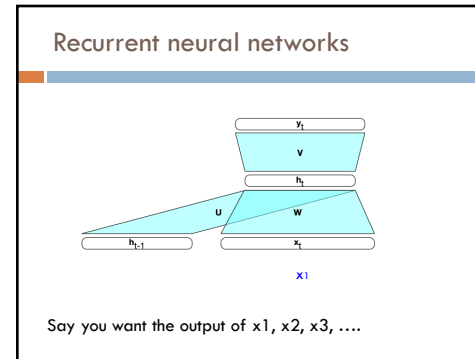 Recurrent neural networks
yt
V
ht
U W
ht-1 xt
x1
Say you want the output of x1, x2, x3, ....